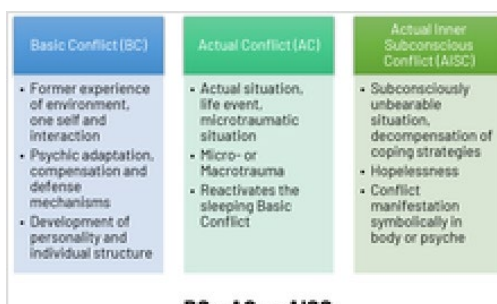 Basic Conflict (BC)
• Former experience
of environment,
one self and
interaction
• Psychic adaptation,
compensation and
defense
mechanisms
• Development of
personality and
individual structure
Actual Conflict (AC)
• Actual situation,
life event,
microtraumatic
situation
• Micro- or
Macrotrauma
• Reactivates the
sleeping Basic
Conflict
Actual Inner
Subconscious
Conflict (AISC)
• Subconsciously
unbearable
situation,
decompensation of
coping strategies
• Hopelessness
• Conflict
manifestation
symbolically in
body or psyche